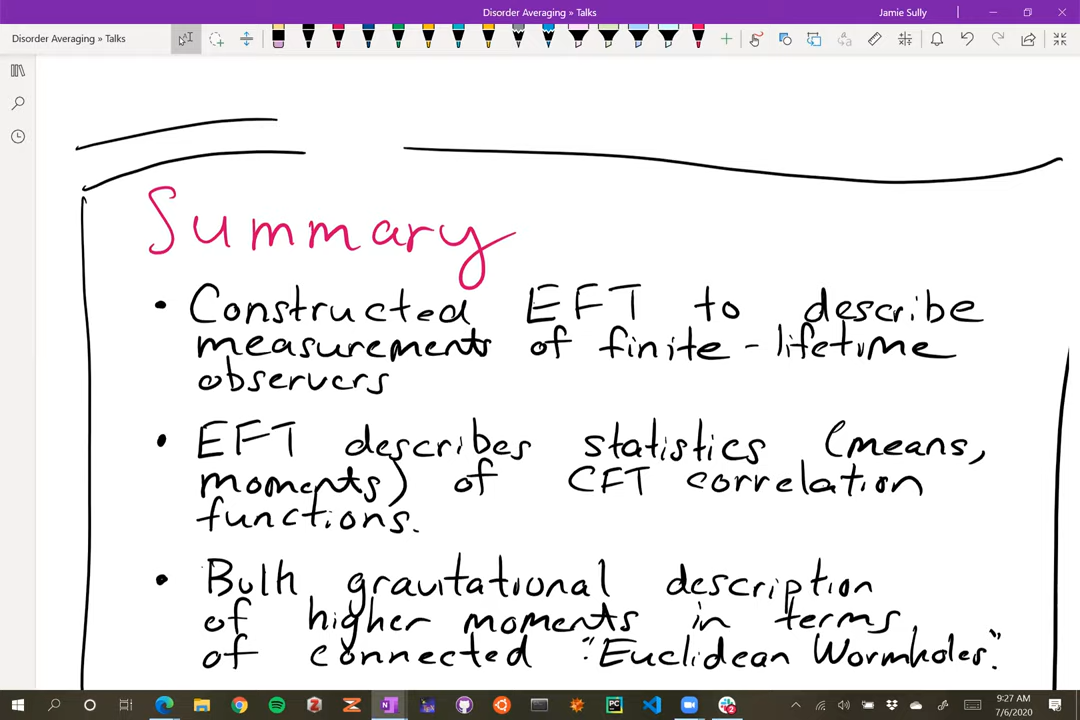 Disorder Averaging » Talks
Jamie Sully
Disorder Averaging » Talks
Summary
• Constructed EFT to describe
measurements of finite-lifetime
observers
• EFT describes statistics (means,
moments) of CFT correlation
functions.
• Bulk gravitational description
of higher moments in terms
of connected "Euclidean Wormholes."
9:27 AM
7/6/2020